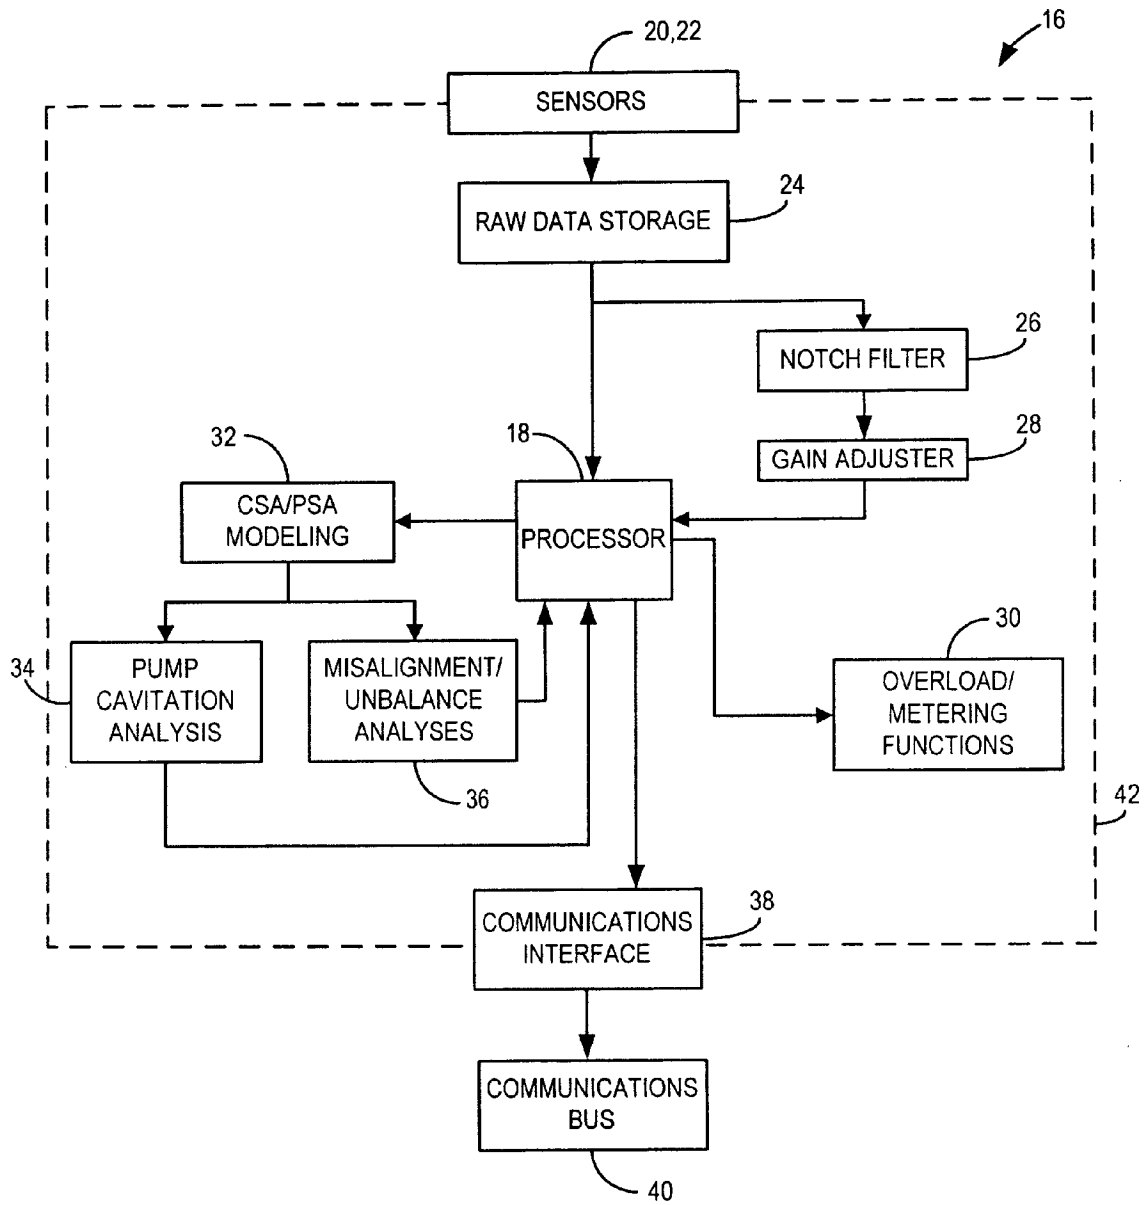 16
20,22
SENSORS
24
RAW DATA STORAGE
26
NOTCH FILTER
28
GAIN ADJUSTER
32
18
CSA/PSA
MODELING
PROCESSOR
34
PUMP
CAVITATION
ANALYSIS
MISALIGNMENT/
UNBALANCE
ANALYSES
36
30
OVERLOAD/
METERING
FUNCTIONS
42
38
COMMUNICATIONS
INTERFACE
COMMUNICATIONS
BUS
40